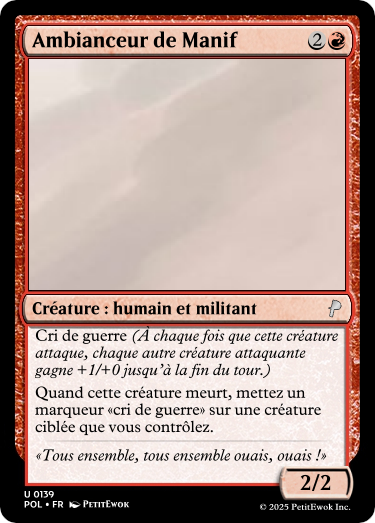 Ambianceur de Manif 2
Créature : humain et militant
Cri de guerre (À chaque fois que cette créature
attaque, chaque autre créature attaquante
gagne +1/+0 jusqu’à la fin du tour.)
Quand cette créature meurt, mettez un
marqueur «cri de guerre» sur une créature
ciblée que vous contrôlez.
«Tous ensemble, tous ensemble ouais, ouais !»
2/2
U 0139
POL • FR PetitEwok
© 2025 PetitEwok Inc.